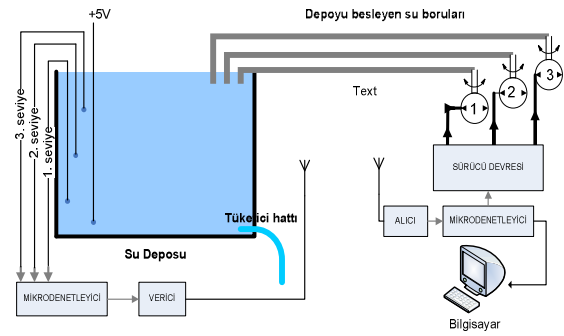 +5V
Depoyu besleyen su boruları
3. seviye
2. seviye
1. seviye
Text
1
2
3
SÜRÜCÜ DEVRESİ
Tüketici hattı
ALICI
MİKRODENETLEYİCİ
Su Deposu
MİKRODENETLEYİCİ
VERİCİ
Bilgisayar